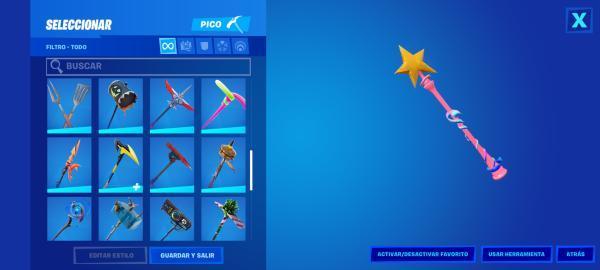 SELECCIONAR
PICO
X
FILTRO - TODO
BUSCAR
EDITAR ESTILO
GUARDAR Y SALIR
ACTIVAR/DESACTIVAR FAVORITO
USAR HERRAMIENTA
ATRÁS